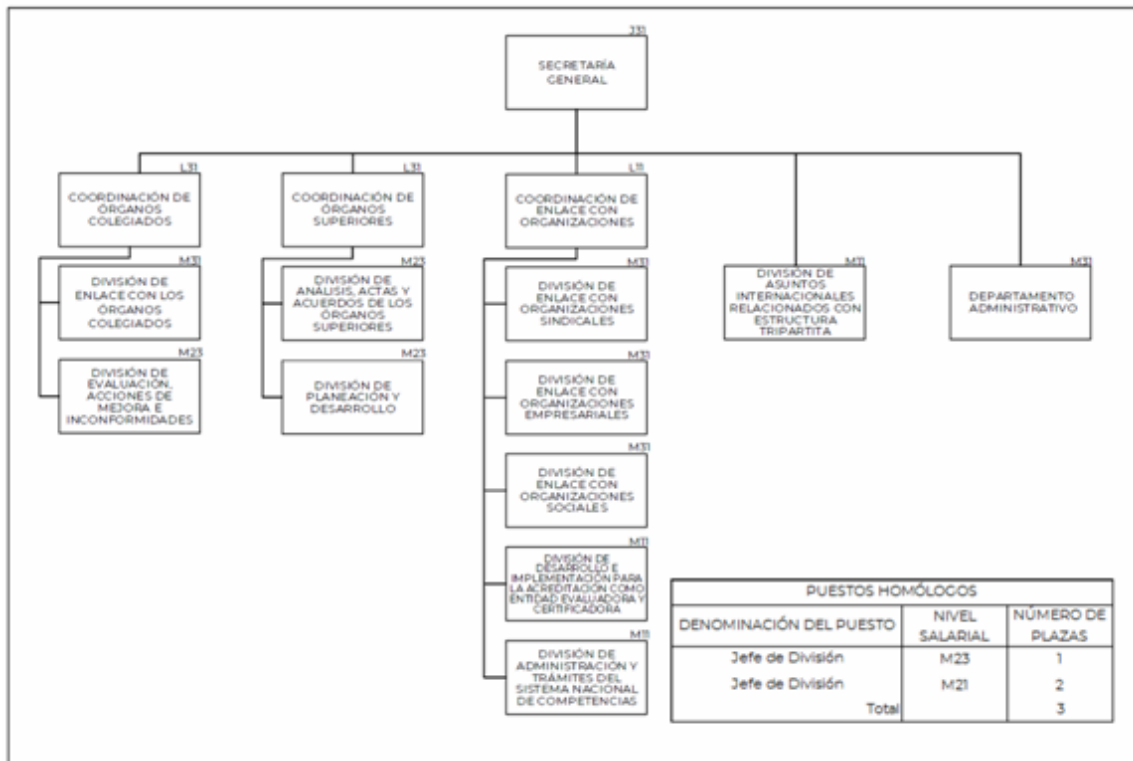 J31
SECRETARÍA
GENERAL
L31
COORDINACIÓN DE
ÓRGANOS
COLEGIADOS
L31
COORDINACIÓN DE
ÓRGANOS
SUPERIORES
L11
COORDINACIÓN DE
ENLACE CON
ORGANIZACIONES
M31
DIVISIÓN DE
ENLACE CON LOS
ÓRGANOS
COLEGIADOS
M23
DIVISIÓN DE
ANÁLISIS, ACTAS Y
ACUERDOS DE LOS
ÓRGANOS
SUPERIORES
M31
DIVISIÓN DE
ENLACE CON
ORGANIZACIONES
SINDICALES
M11
DIVISIÓN DE
ASUNTOS
INTERNACIONALES
RELACIONADOS CON
ESTRUCTURA
TRIPARTITA
M31
DEPARTAMENTO
ADMINISTRATIVO
M23
DIVISIÓN DE
EVALUACIÓN,
ACCIONES DE
MEJORA E
INCONFORMIDADES
M23
DIVISIÓN DE
PLANEACIÓN Y
DESARROLLO
M31
DIVISIÓN DE
ENLACE CON
ORGANIZACIONES
EMPRESARIALES
M31
DIVISIÓN DE
ENLACE CON
ORGANIZACIONES
SOCIALES
M11
DIVISIÓN DE
DESARROLLO E
IMPLEMENTACIÓN PARA
LA ACREDITACIÓN COMO
ENTIDAD EVALUADORA Y
CERTIFICADORA
M11
DIVISIÓN DE
ADMINISTRACIÓN Y
TRÁMITES DEL
SISTEMA NACIONAL
DE COMPETENCIAS
PUESTOS HOMÓLOGOS
DENOMINACIÓN DEL PUESTO NIVEL SALARIAL NÚMERO DE PLAZAS
Jefe de División M23 1
Jefe de División M21 2
Total 3